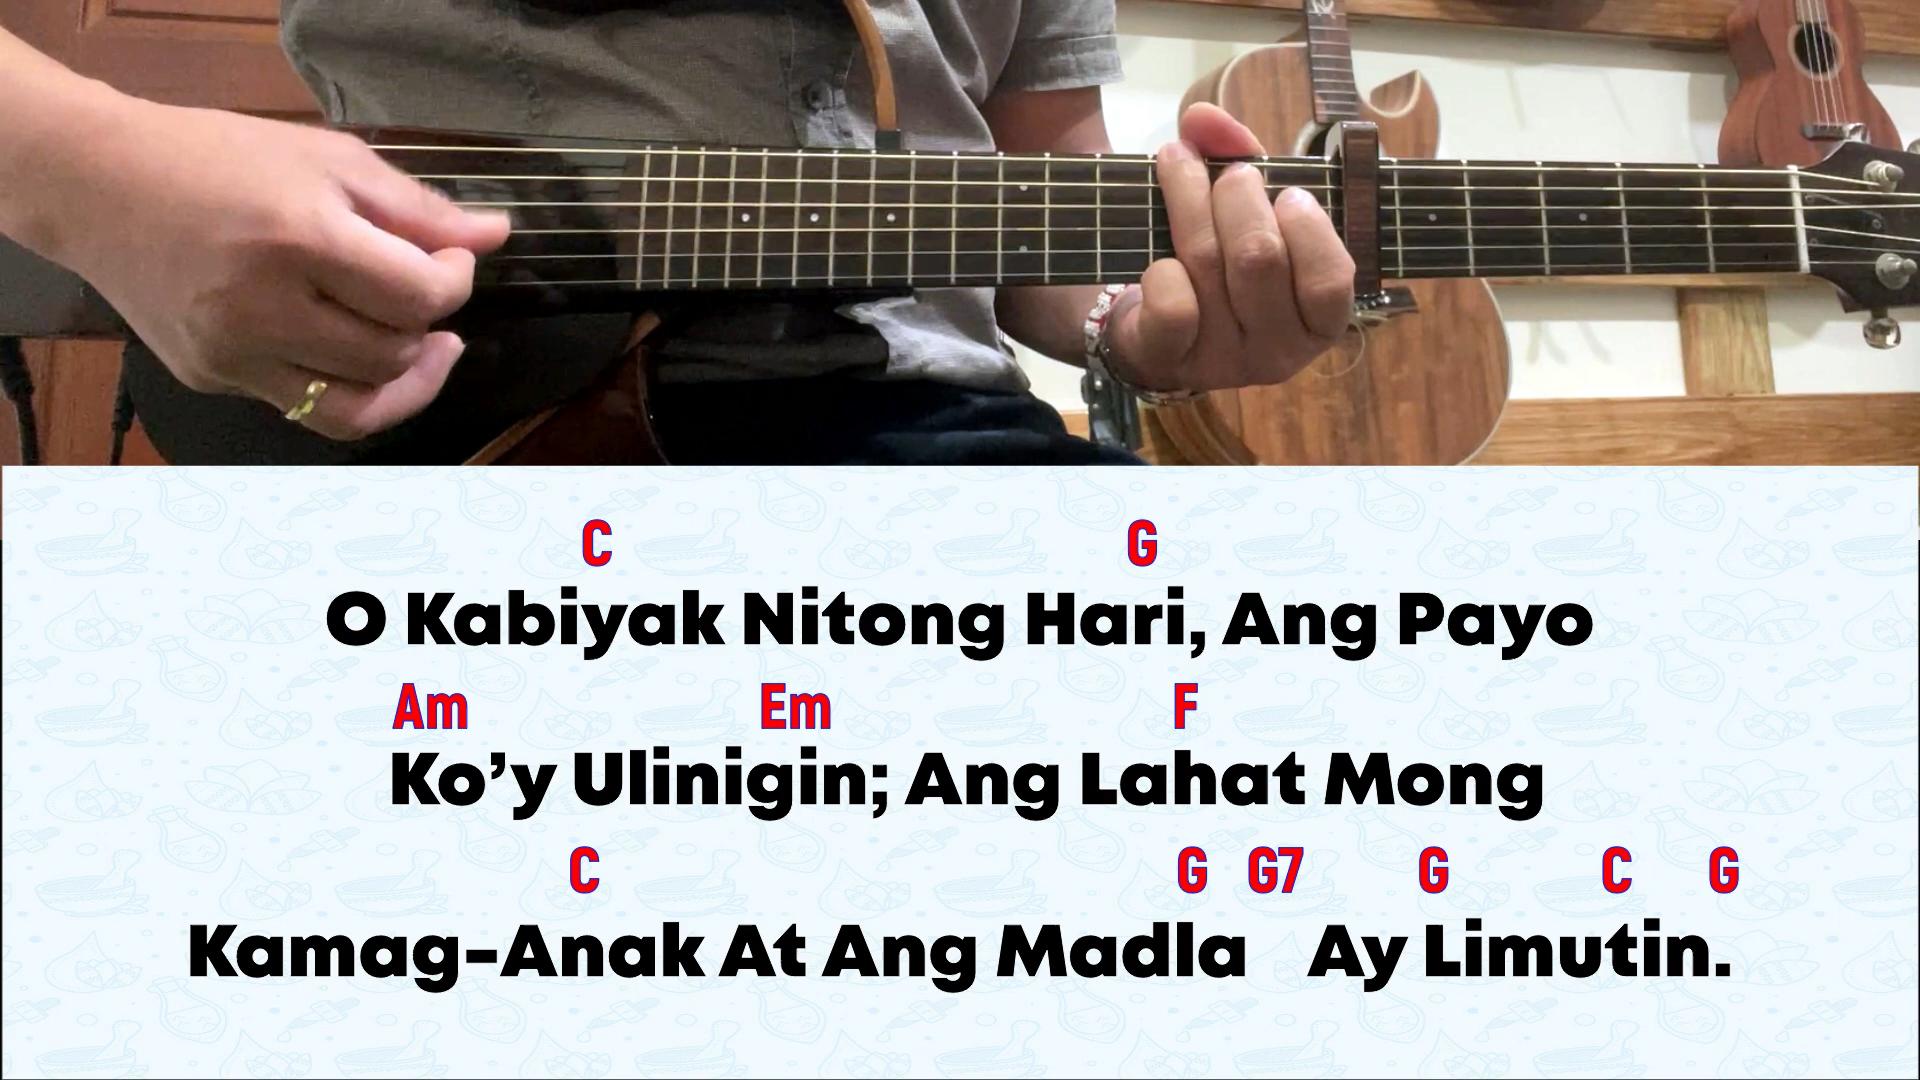 C G
O Kabiyak Nitong Hari, Ang Payo
Am Em F
Ko’y Ulinigin; Ang Lahat Mong
C G G7 G C G
Kamag-Anak At Ang Madla Ay Limutin.